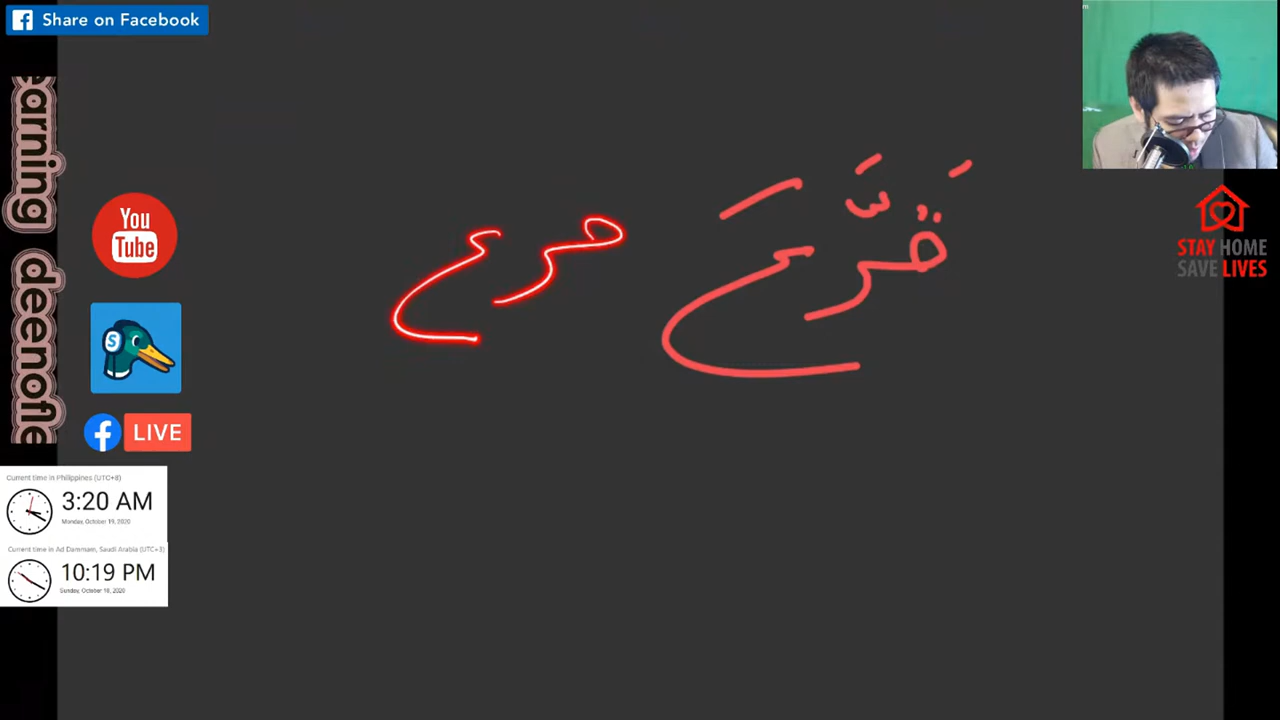 Share on Facebook
earning deenofle
You
Tube
S
LIVE
Current time in Philippines (UTC+8)
3:20 AM
Monday, October 19, 2020
Current time in Ad Dammam, Saudi Arabia (UTC+3)
10:19 PM
Sunday, October 18, 2020
قَرَّعَ
STAY HOME
SAVE LIVES